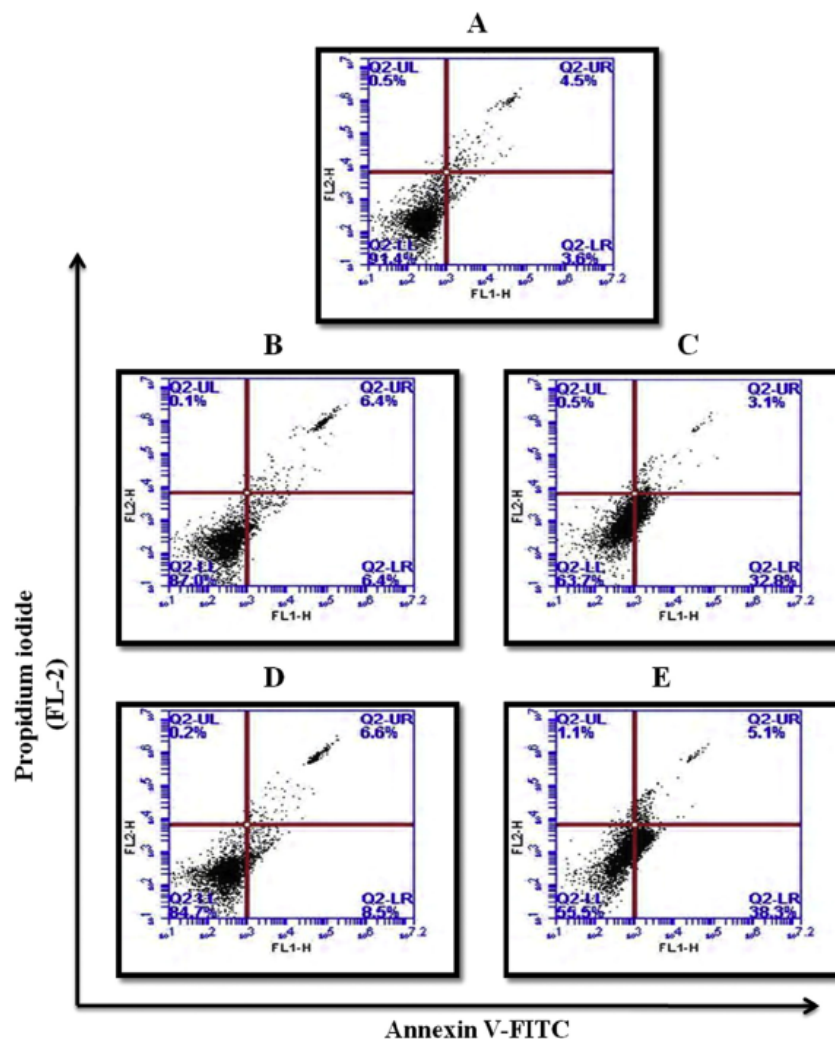 A
Q2-UL
0.5%
Q2-UR
4.5%
Q2-LL
91.4%
Q2-LR
3.6%
FL2-H
FL1-H
B
Q2-UL
0.1%
Q2-UR
6.4%
Q2-LL
87.0%
Q2-LR
6.4%
FL2-H
FL1-H
C
Q2-UL
0.5%
Q2-UR
3.1%
Q2-LL
63.7%
Q2-LR
32.8%
FL2-H
FL1-H
D
Q2-UL
0.2%
Q2-UR
6.6%
Q2-LL
84.7%
Q2-LR
8.5%
FL2-H
FL1-H
E
Q2-UL
1.1%
Q2-UR
5.1%
Q2-LL
55.5%
Q2-LR
38.3%
FL2-H
FL1-H
Propidium iodide
(FL-2)
Annexin V-FITC